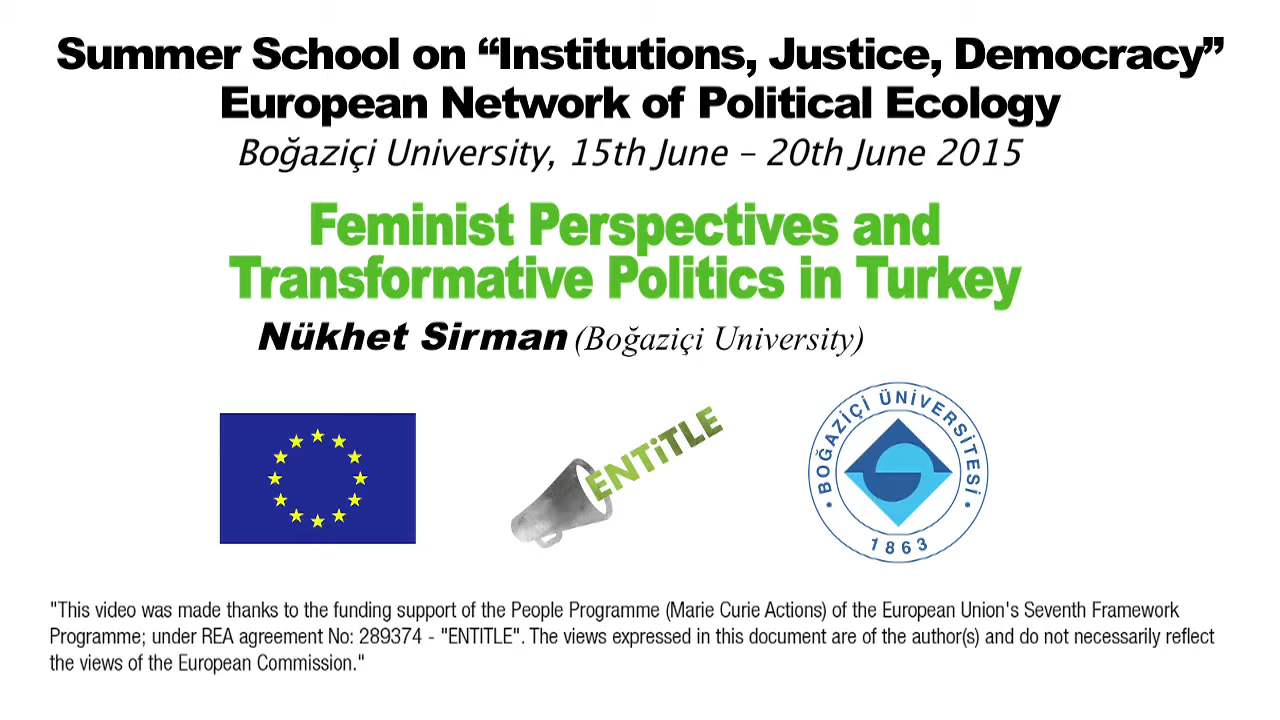 Summer School on “Institutions, Justice, Democracy”
European Network of Political Ecology
Boğaziçi University, 15th June – 20th June 2015
Feminist Perspectives and
Transformative Politics in Turkey
Nükhet Sirman (Boğaziçi University)
ENTiTLE
BOĞAZİÇİ ÜNİVERSİTESİ
1863
"This video was made thanks to the funding support of the People Programme (Marie Curie Actions) of the European Union's Seventh Framework
Programme; under REA agreement No: 289374 - "ENTITLE". The views expressed in this document are of the author(s) and do not necessarily reflect
the views of the European Commission."